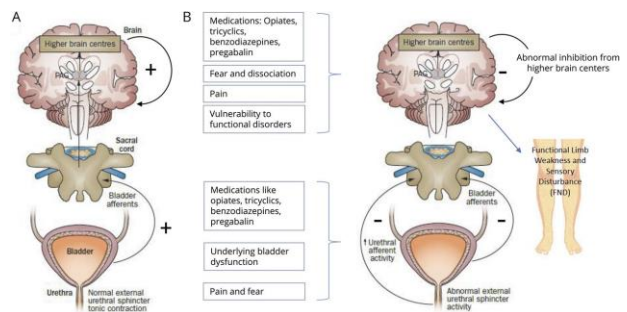 A
Brain
Higher brain centres
+
PAG
Sacral
cord
Bladder
afferents
+
Bladder
Urethra
Normal external
urethral sphincter
tonic contraction
B
Medications: Opiates,
tricyclics,
benzodiazepines,
pregabalin
Fear and dissociation
Pain
Vulnerability to
functional disorders
Medications like
opiates, tricyclics,
benzodiazepines,
pregabalin
Underlying bladder
dysfunction
Pain and fear
Higher brain centres
PAG
-
Abnormal inhibition from
higher brain centers
Functional Limb
Weakness and
Sensory
Disturbance
(FND)
Bladder
afferents
-
-
↑ Urethral
afferent
activity
Abnormal external
urethral sphincter
activity